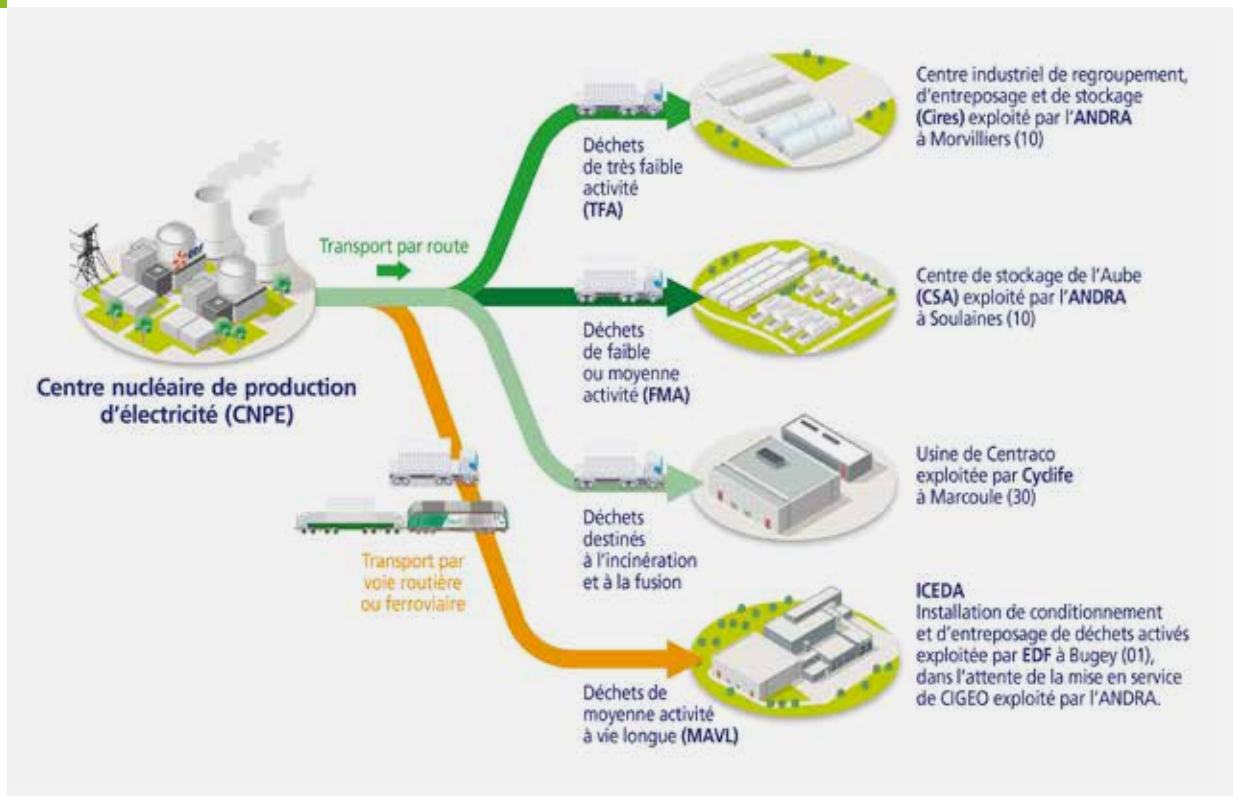 Centre industriel de regroupement,
d'entreposage et de stockage
(Cires) exploité par l'ANDRA
à Morvilliers (10)
Déchets
de très faible
activité
(TFA)
Transport par route
Centre de stockage de l'Aube
(CSA) exploité par l'ANDRA
à Soulaines (10)
Déchets
de faible
ou moyenne
activité (FMA)
Centre nucléaire de production
d'électricité (CNPE)
Usine de Centraco
exploitée par Cyclife
à Marcoule (30)
Déchets
destinés
à l'incinération
et à la fusion
Transport par
voie routière
ou ferroviaire
ICEDA
Installation de conditionnement
et d'entreposage de déchets activés
exploitée par EDF à Bugey (01),
dans l'attente de la mise en service
de CIGEO exploité par l'ANDRA.
Déchets de
moyenne activité
à vie longue (MAVL)